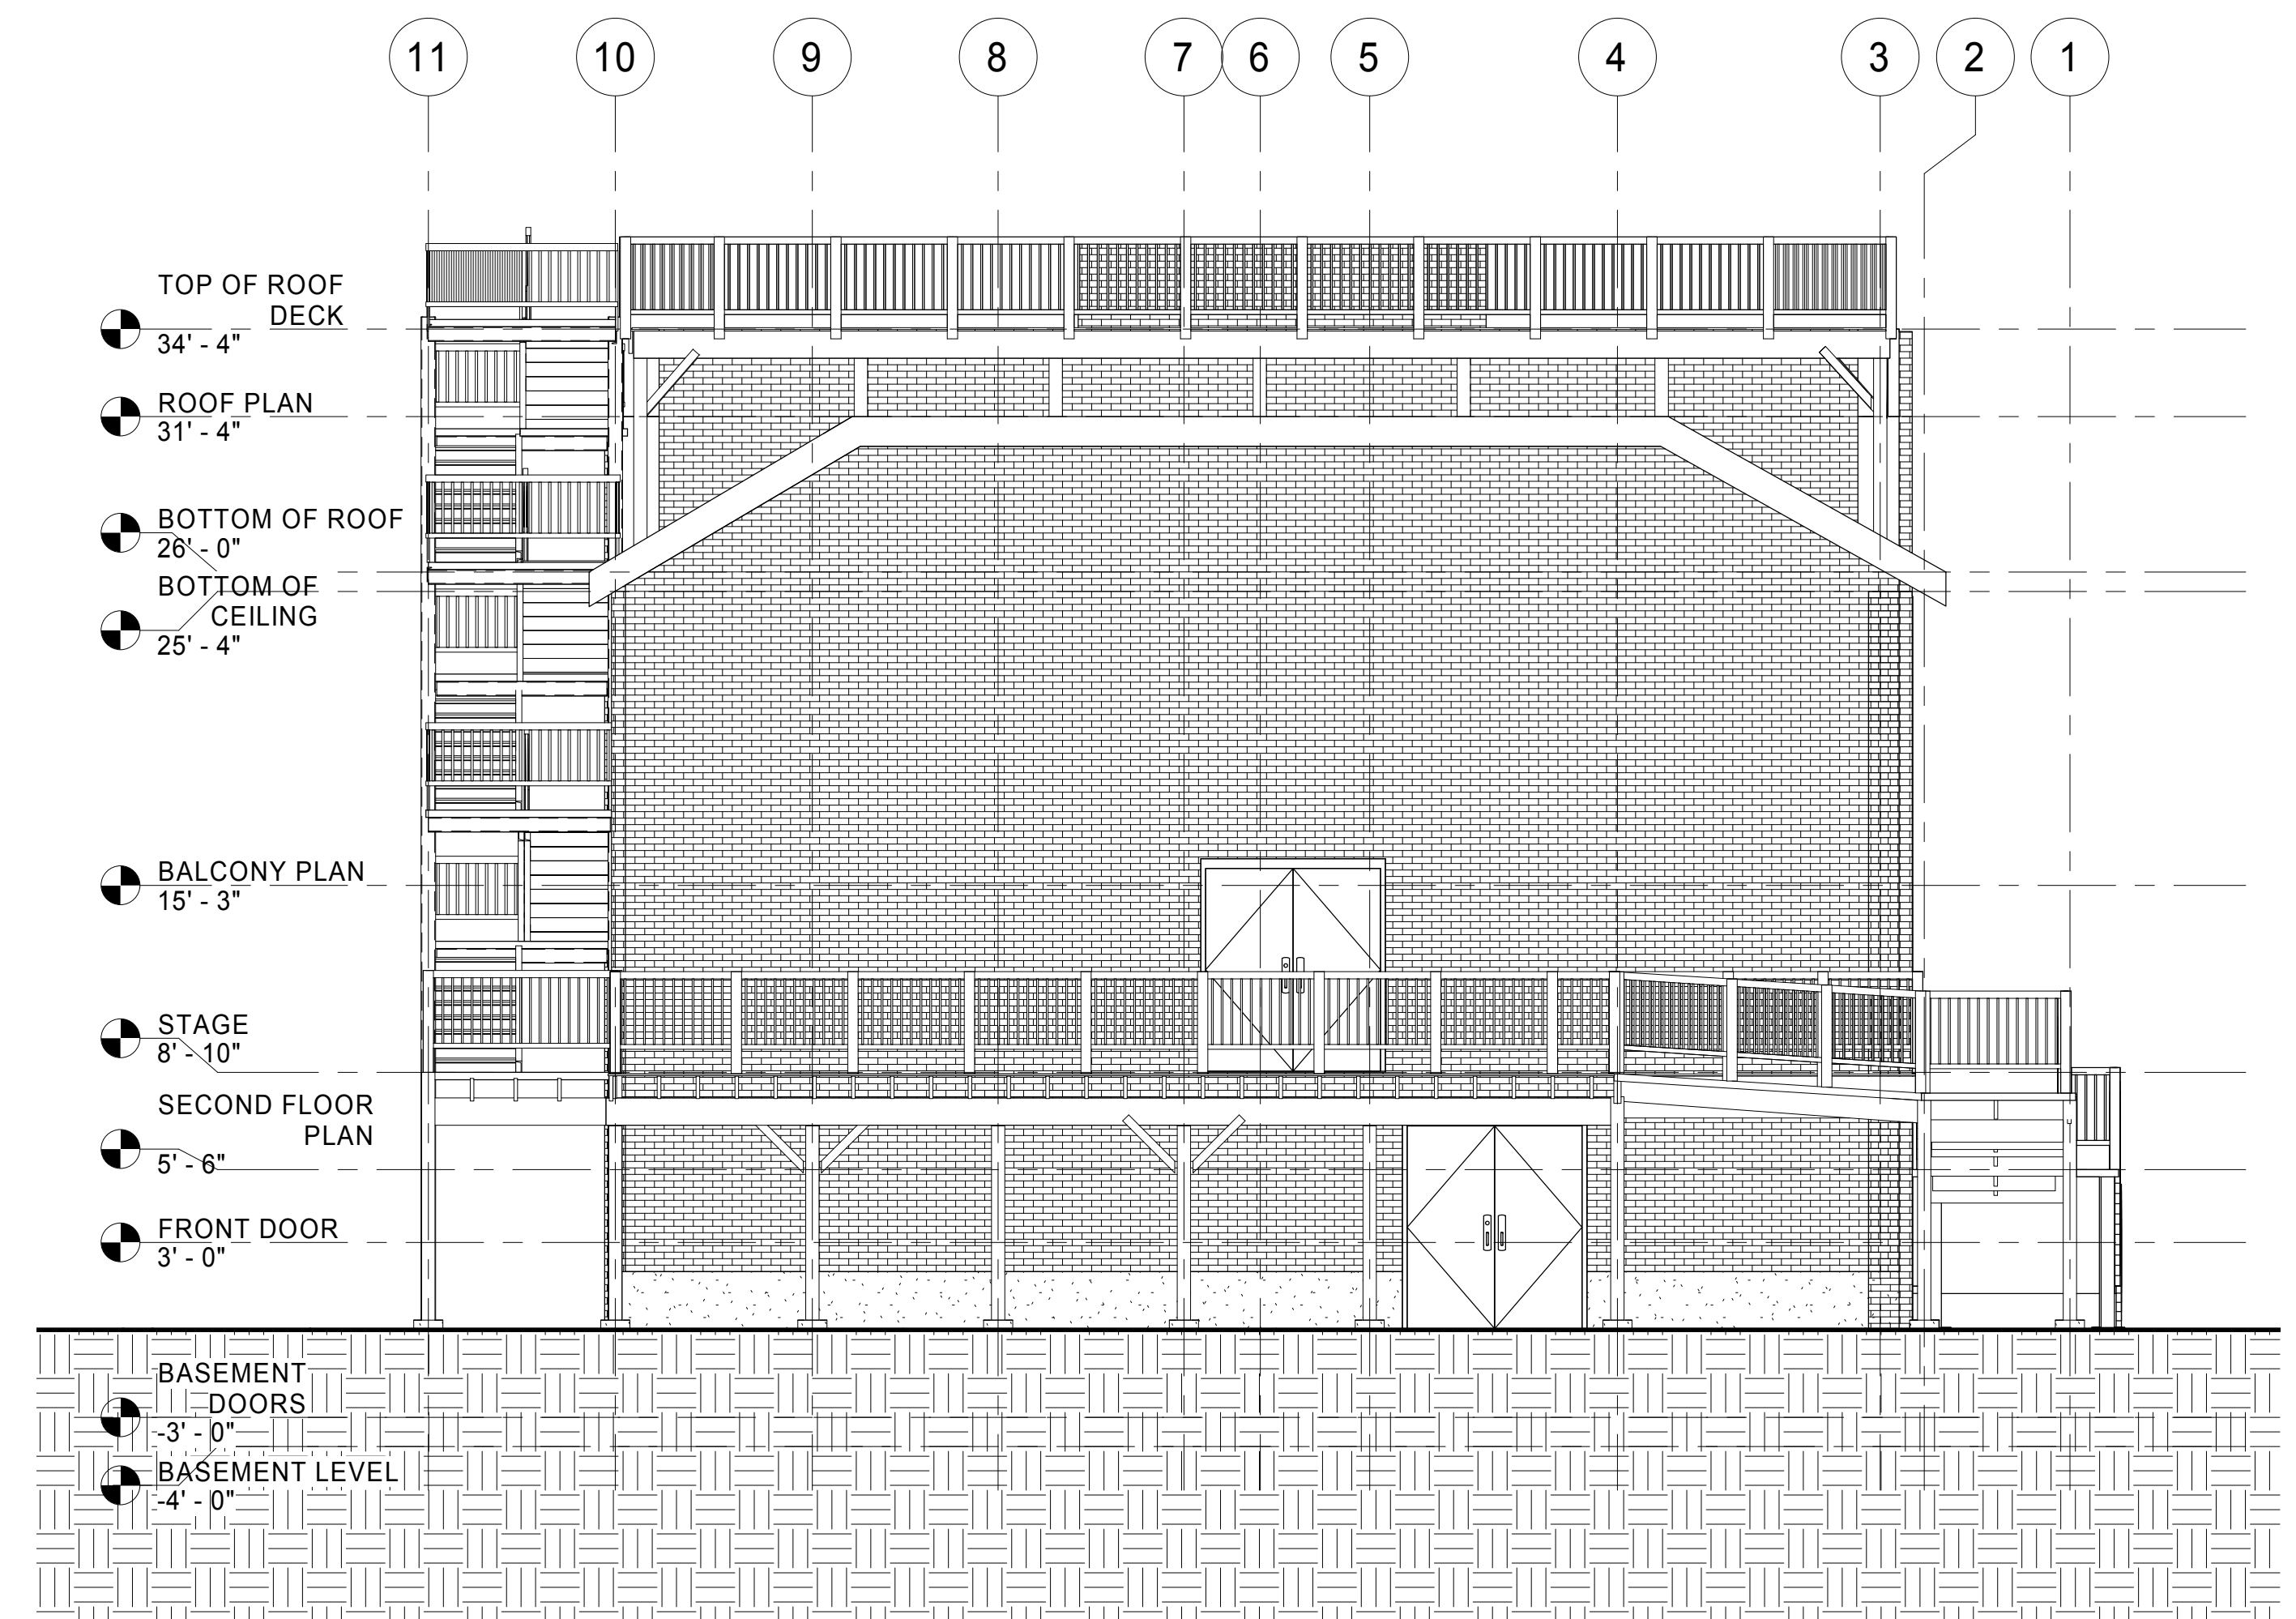 11 10 9 8 7 6 5 4 3 2 1
TOP OF ROOF
DECK
34' - 4"
ROOF PLAN
31' - 4"
BOTTOM OF ROOF
26' - 0"
BOTTOM OF
CEILING
25' - 4"
BALCONY PLAN
15' - 3"
STAGE
8' - 10"
SECOND FLOOR
PLAN
5' - 6"
FRONT DOOR
3' - 0"
BASEMENT
DOORS
-3' - 0"
BASEMENT LEVEL
-4' - 0"